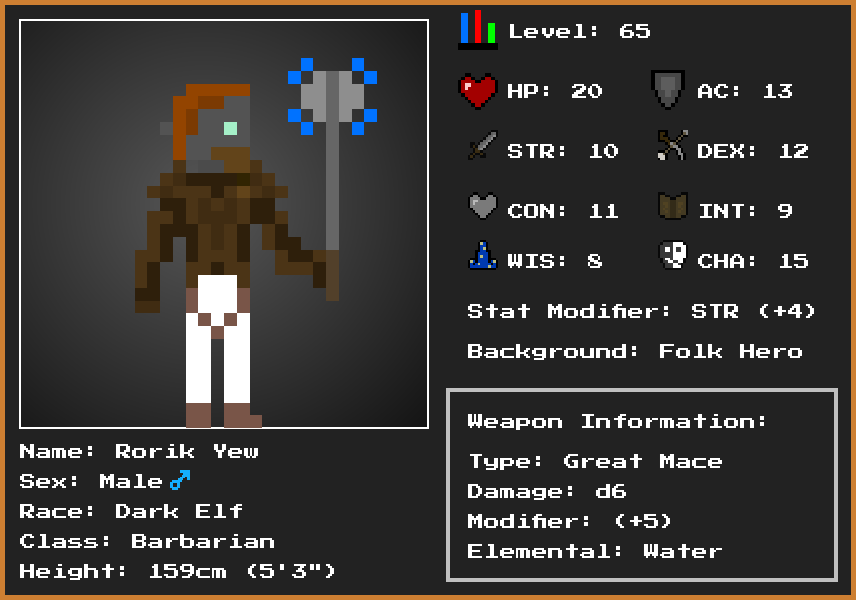 Level: 65
HP: 20 AC: 13
STR: 10 DEX: 12
CON: 11 INT: 9
WIS: 8 CHA: 15
Stat Modifier: STR (+4)
Background: Folk Hero
Weapon Information:
Type: Great Mace
Damage: d6
Modifier: (+5)
Elemental: Water
Name: Rorik Yew
Sex: Male ♂
Race: Dark Elf
Class: Barbarian
Height: 159cm (5'3")